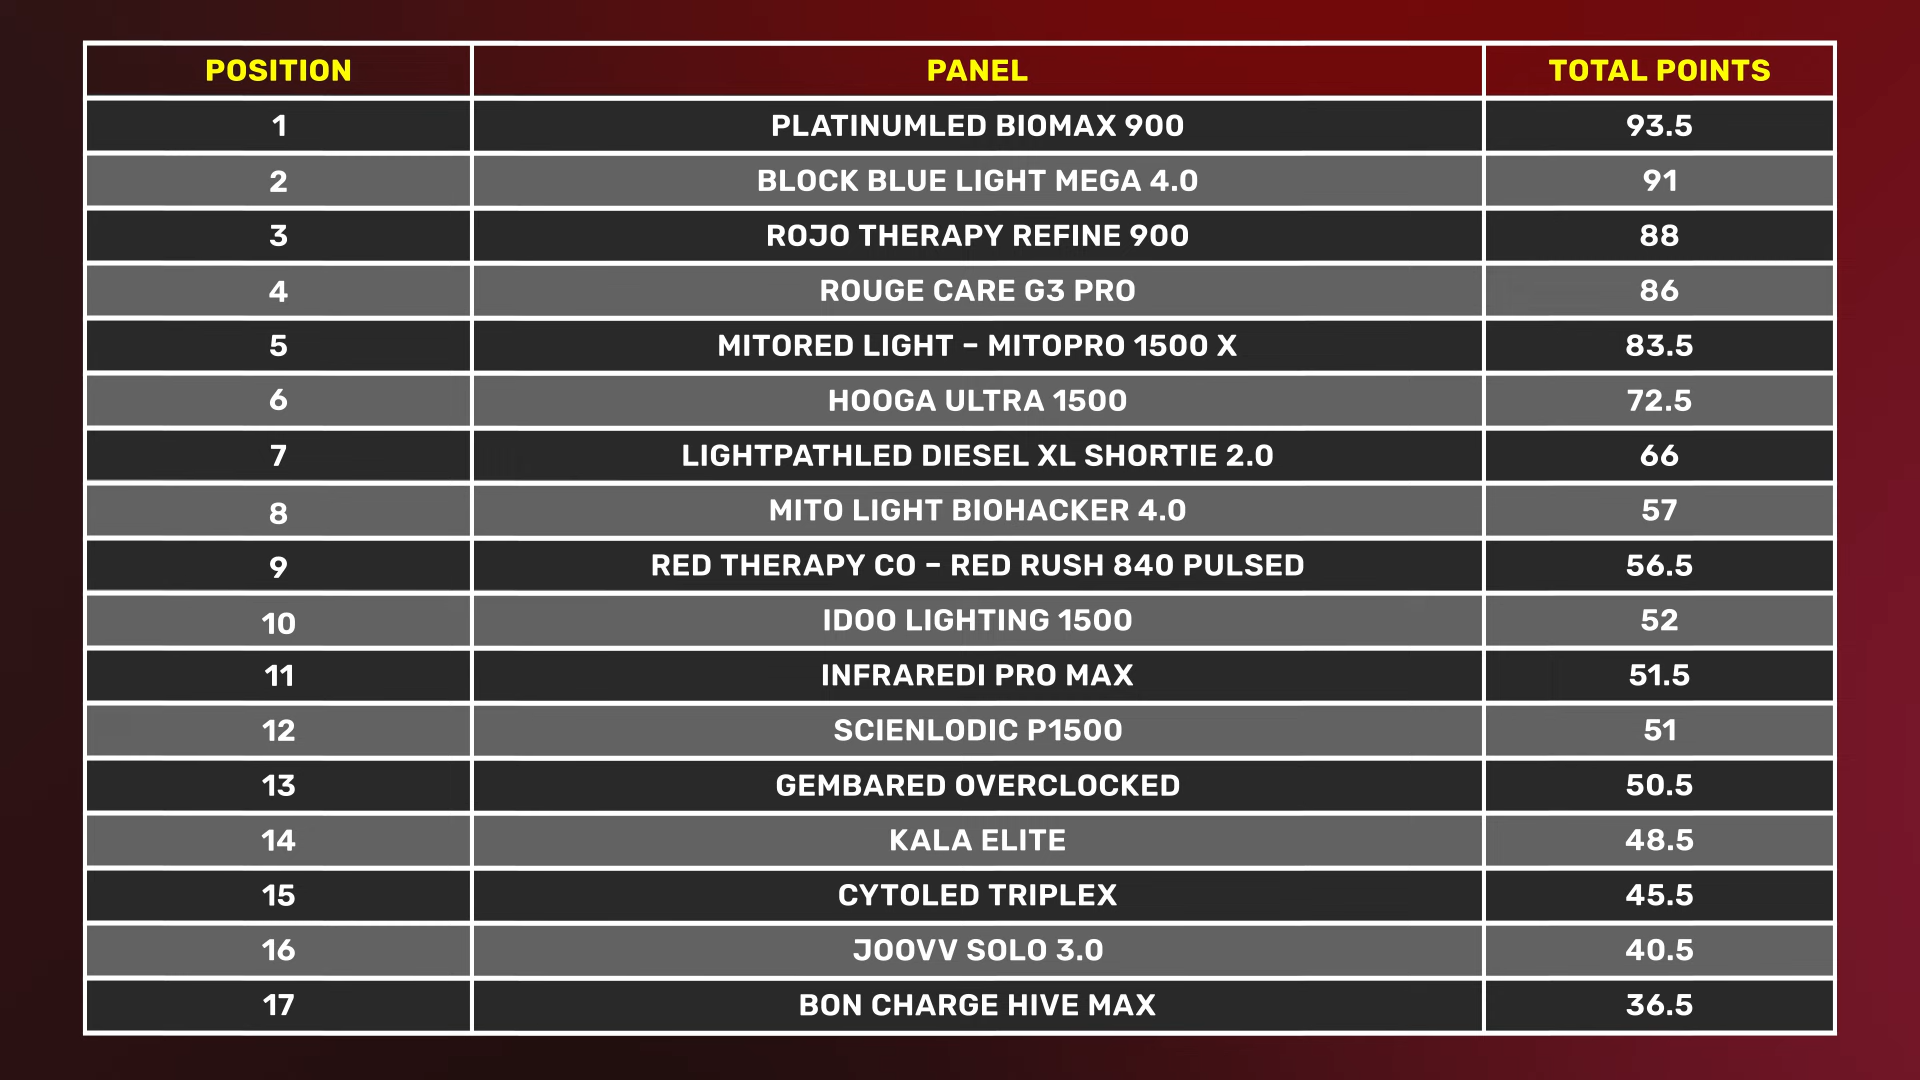 POSITION PANEL TOTAL POINTS
1 PLATINUMLED BIOMAX 900 93.5
2 BLOCK BLUE LIGHT MEGA 4.0 91
3 ROJO THERAPY REFINE 900 88
4 ROUGE CARE G3 PRO 86
5 MITORED LIGHT – MITOPRO 1500 X 83.5
6 HOOGA ULTRA 1500 72.5
7 LIGHTPATHLED DIESEL XL SHORTIE 2.0 66
8 MITO LIGHT BIOHACKER 4.0 57
9 RED THERAPY CO – RED RUSH 840 PULSED 56.5
10 IDOO LIGHTING 1500 52
11 INFRAREDI PRO MAX 51.5
12 SCIENLODIC P1500 51
13 GEMBARED OVERCLOCKED 50.5
14 KALA ELITE 48.5
15 CYTOLED TRIPLEX 45.5
16 JOOVV SOLO 3.0 40.5
17 BON CHARGE HIVE MAX 36.5